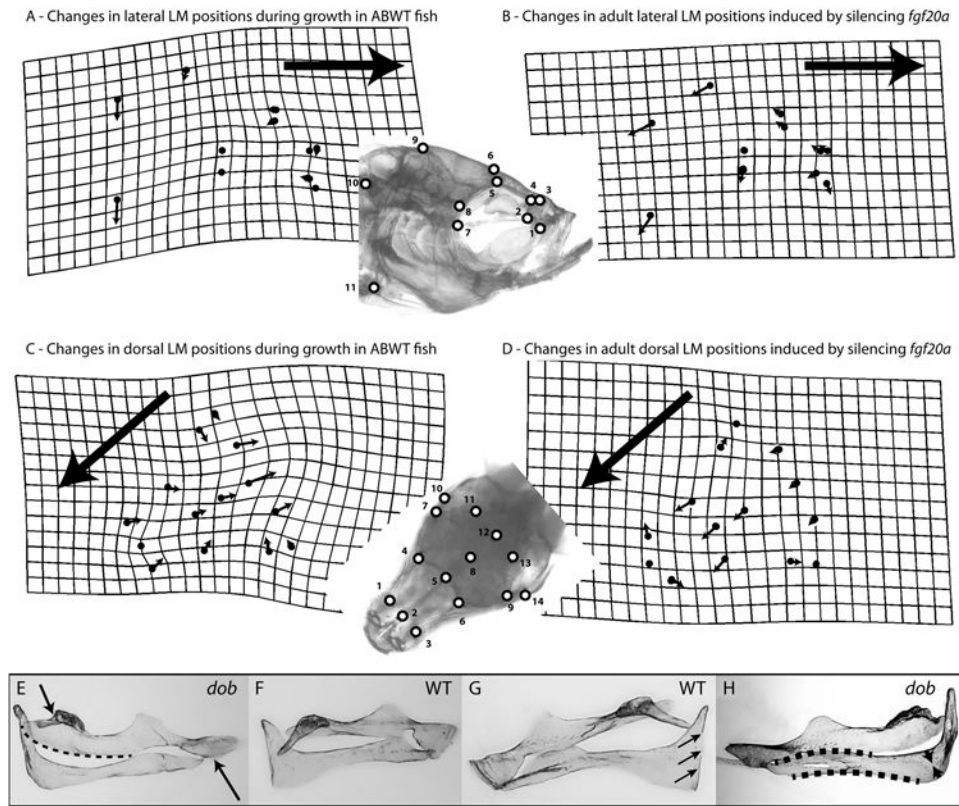 A - Changes in lateral LM positions during growth in ABWT fish
B - Changes in adult lateral LM positions induced by silencing fgf20a
9
6
10
5
4
3
8
2
7
1
11
C - Changes in dorsal LM positions during growth in ABWT fish
D - Changes in adult dorsal LM positions induced by silencing fgf20a
10
7
11
12
4
13
5
8
1
2
6
9
14
3
E
dob
F
WT
G
WT
H
dob